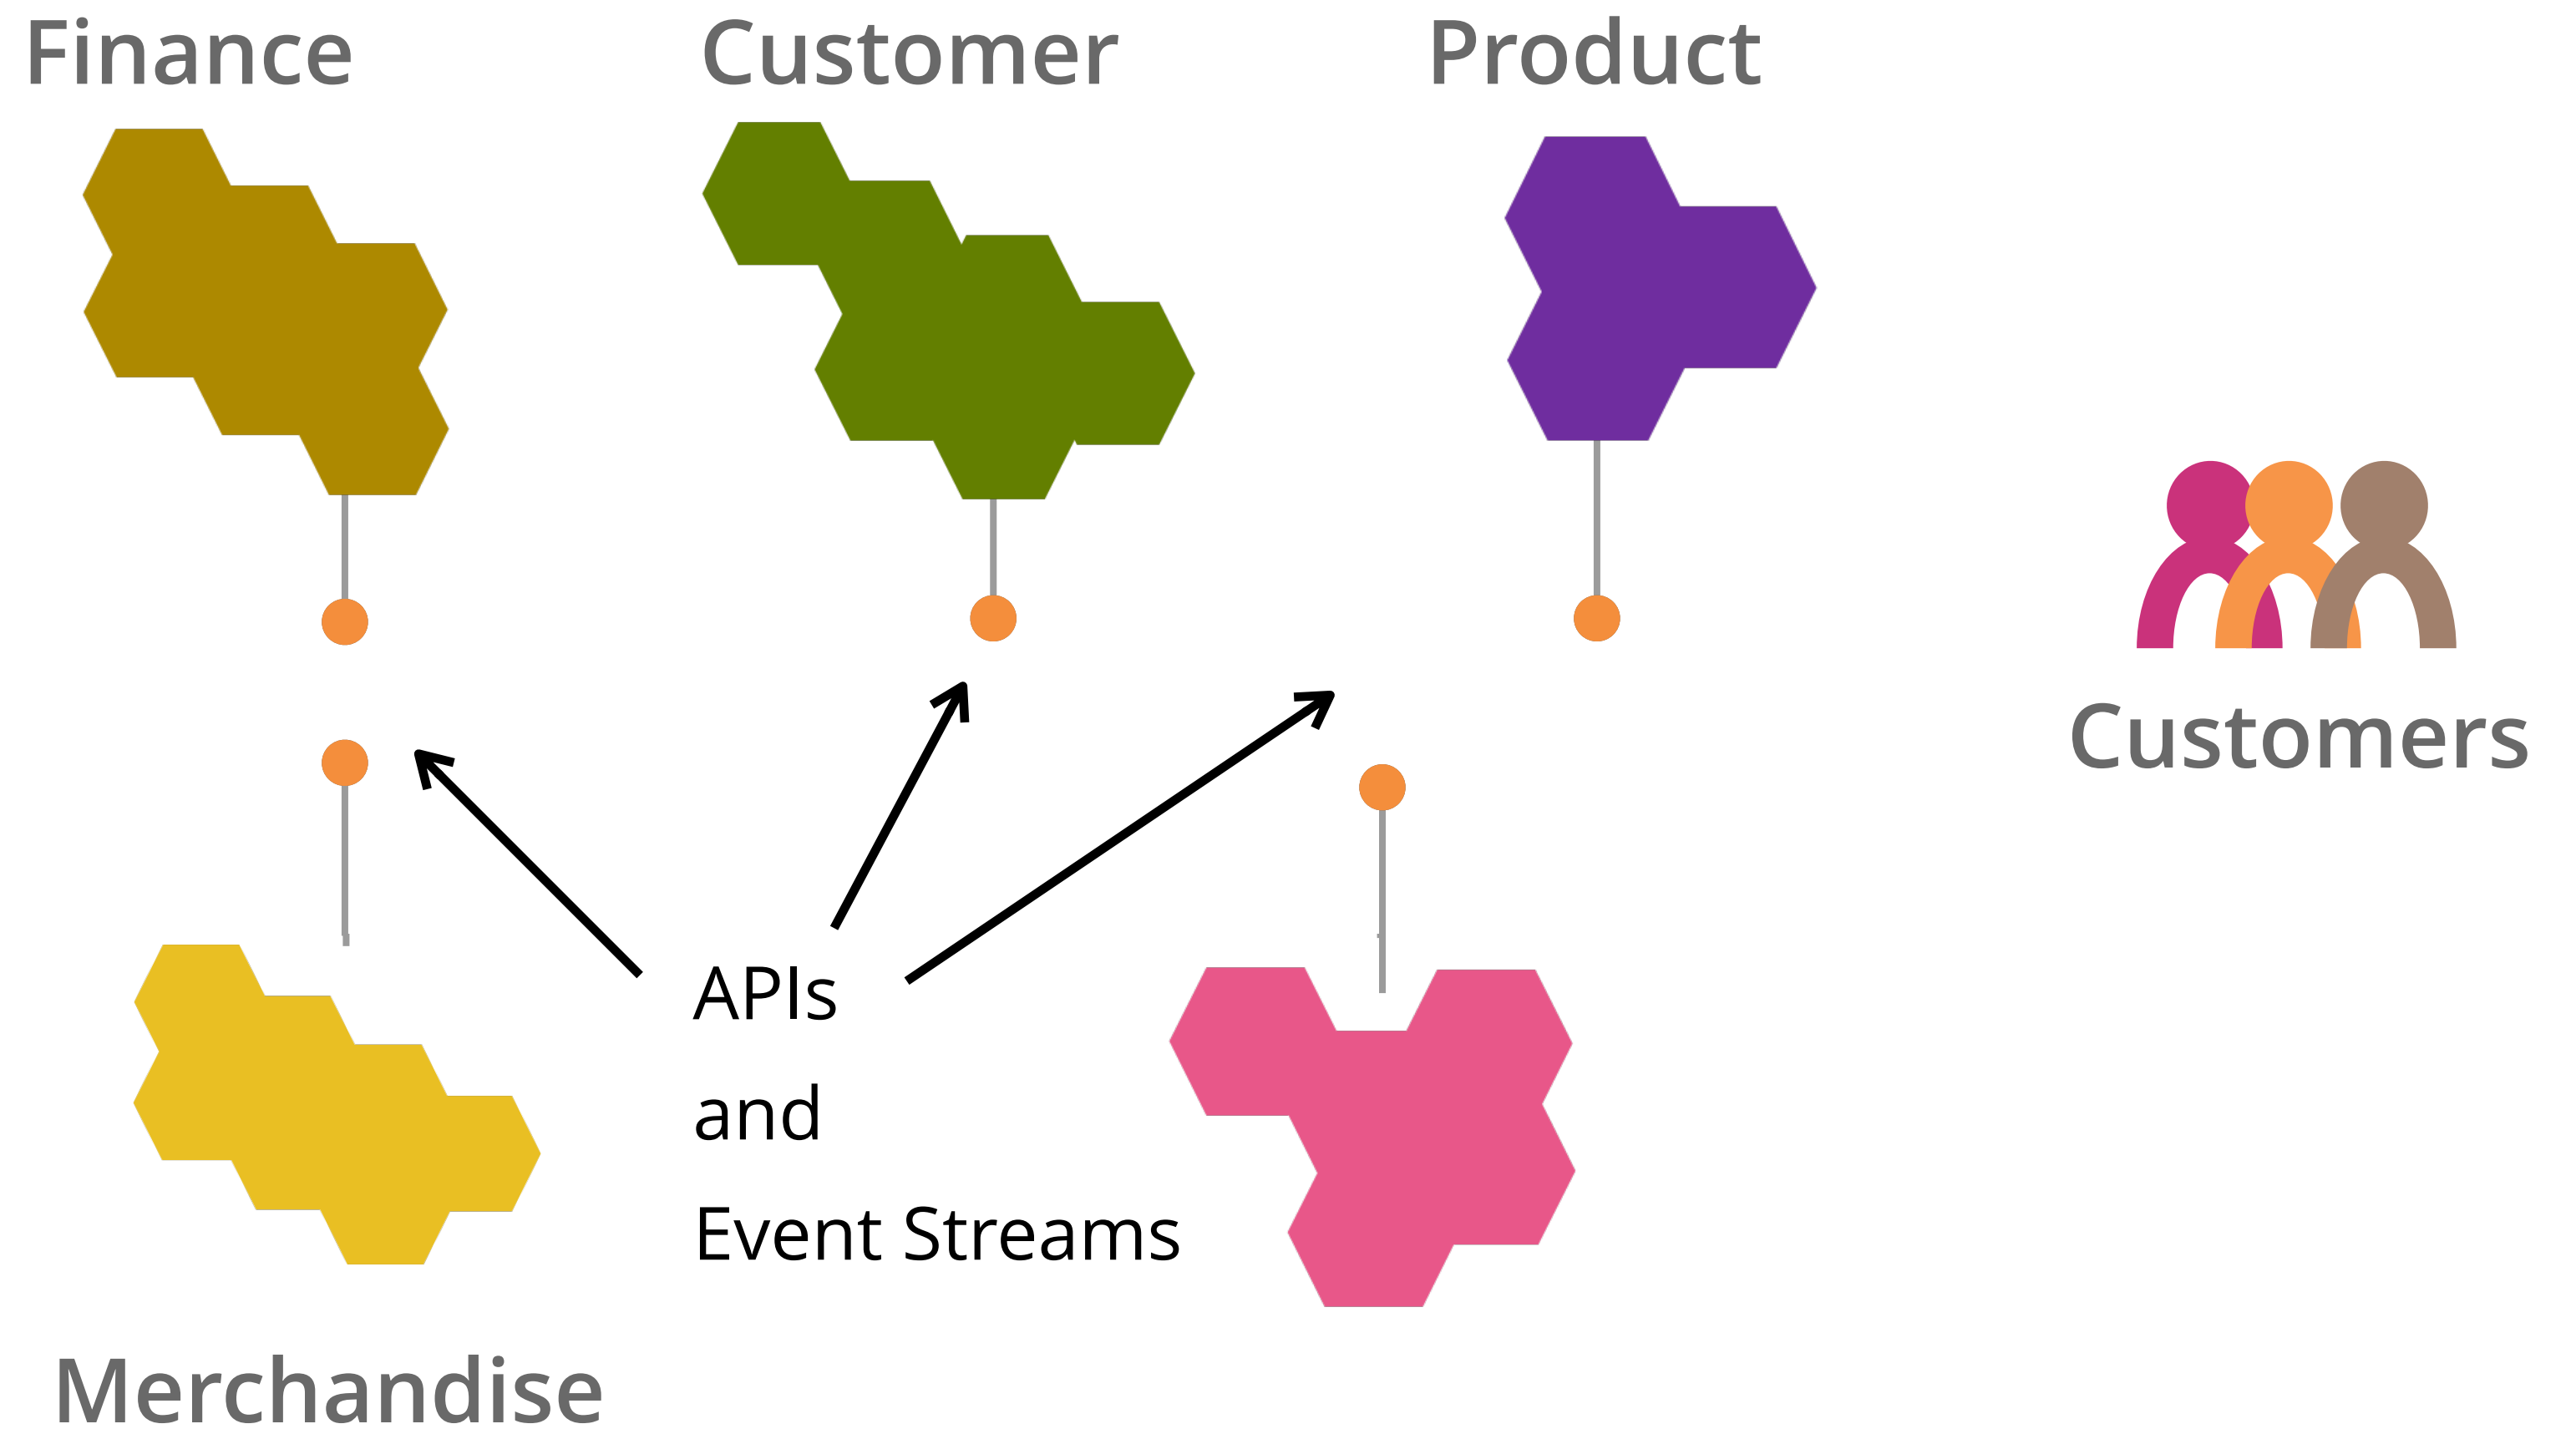 Finance
Customer
Product
Customers
APIs
and
Event Streams
Merchandise